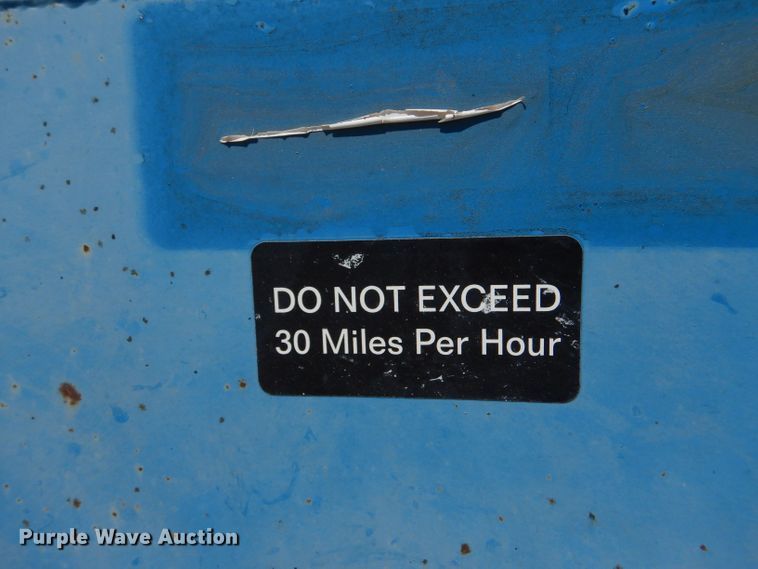 DO NOT EXCEED
30 Miles Per Hour
Purple Wave Auction